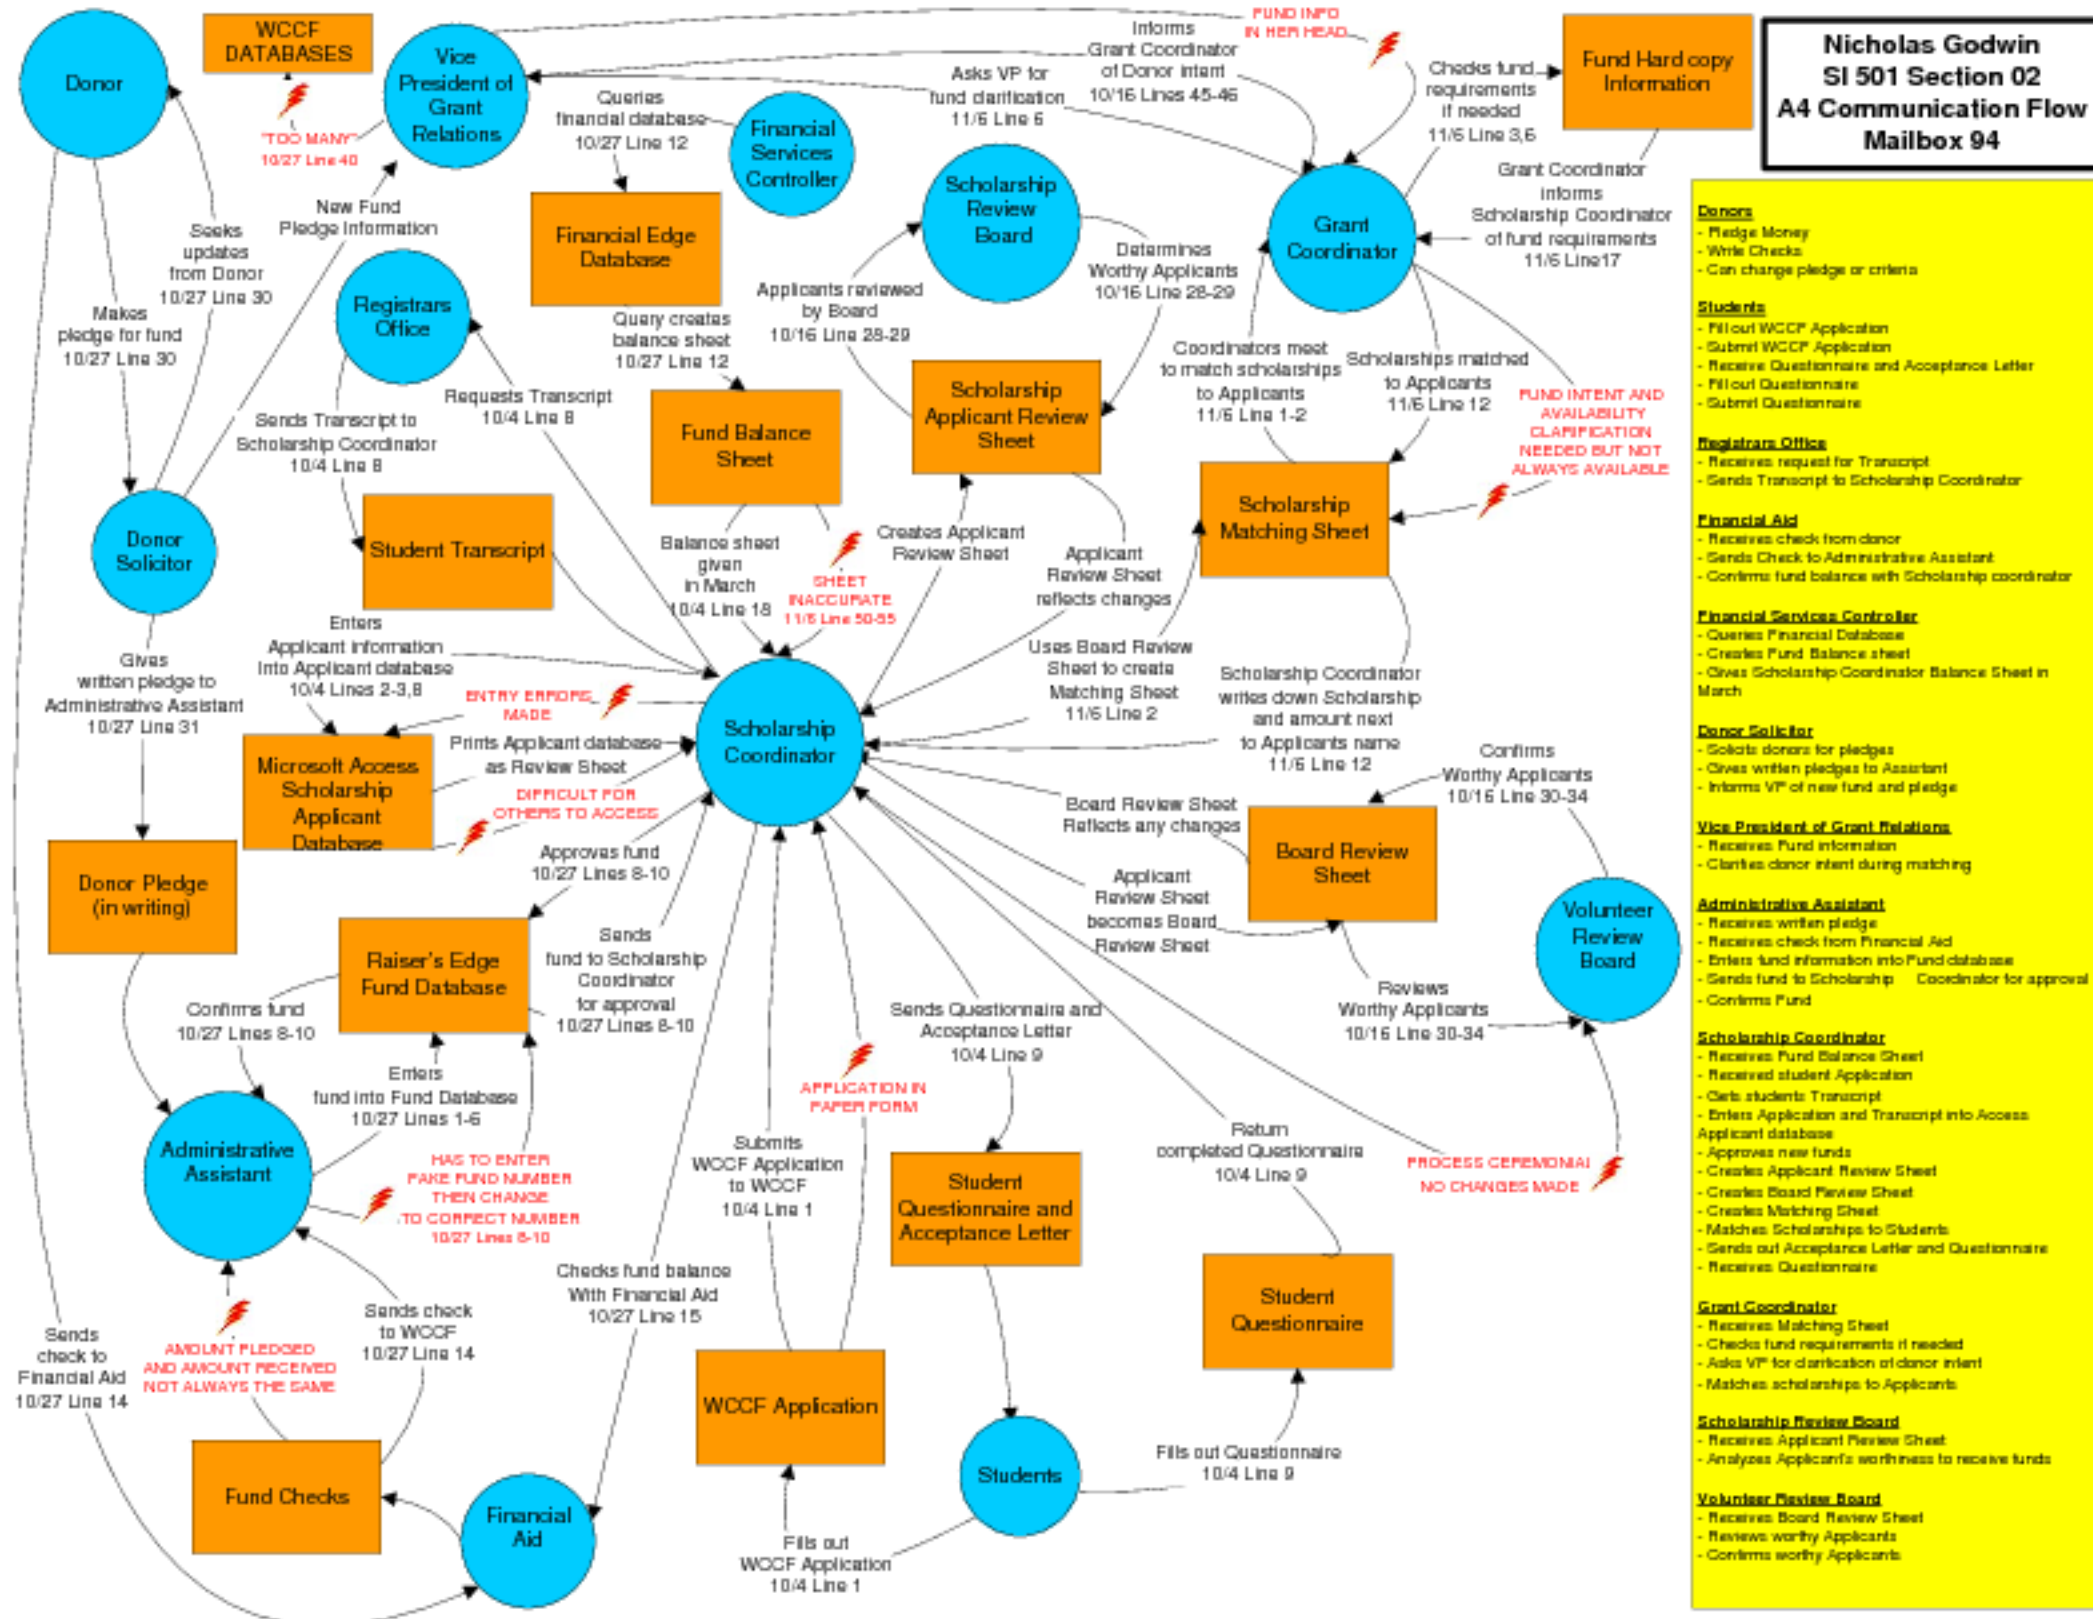 Donor
WCCF
DATABASES
Vice
President of
Grant
Relations
"TOO MANY"
10/27 Line 40
FUND INFO
IN HER HEAD
Informs
Grant Coordinator
of Donor intent
10/16 Lines 45-46
Asks VP for
fund clarification
11/6 Line 6
Queries
financial database
10/27 Line 12
Financial
Services
Controller
Checks fund
requirements
if needed
11/6 Line 3,6
Fund Hard copy
Information
Nicholas Godwin
SI 501 Section 02
A4 Communication Flow
Mailbox 94
Grant Coordinator
informs
Scholarship Coordinator
of fund requirements
11/6 Line17
Scholarship
Review
Board
Grant
Coordinator
Seeks
updates
from Donor
10/27 Line 30
New Fund
Pledge Information
Makes
pledge for fund
10/27 Line 30
Registrars
Office
Financial Edge
Database
Query creates
balance sheet
10/27 Line 12
Applicants reviewed
by Board
10/16 Line 28-29
Determines
Worthy Applicants
10/16 Line 28-29
Coordinators meet
to match scholarships
to Applicants
11/6 Line 1-2
Scholarships matched
to Applicants
11/6 Line 12
FUND INTENT AND
AVAILABILITY
CLARIFICATION
NEEDED BUT NOT
ALWAYS AVAILABLE
Sends Transcript to
Scholarship Coordinator
10/4 Line 8
Requests Transcript
10/4 Line 8
Fund Balance
Sheet
Scholarship
Applicant Review
Sheet
Scholarship
Matching Sheet
Donor
Solicitor
Student Transcript
Balance sheet
given
in March
10/4 Line 18
SHEET
INACCURATE
11/6 Line 50-55
Creates Applicant
Review Sheet
Applicant
Review Sheet
reflects changes
Enters
Applicant information
Into Applicant database
10/4 Lines 2-3,8
ENTRY ERRORS
MADE
Gives
written pledge to
Administrative Assistant
10/27 Line 31
Uses Board Review
Sheet to create
Matching Sheet
11/6 Line 2
Scholarship Coordinator
writes down Scholarship
and amount next
to Applicants name
11/6 Line 12
Scholarship
Coordinator
Microsoft Access
Scholarship
Applicant
Database
Prints Applicant database
as Review Sheet
DIFFICULT FOR
OTHERS TO ACCESS
Confirms
Worthy Applicants
10/16 Line 30-34
Board Review Sheet
Reflects any changes
Board Review
Sheet
Applicant
Review Sheet
becomes Board
Review Sheet
Volunteer
Review
Board
Reviews
Worthy Applicants
10/16 Line 30-34
Donor Pledge
(in writing)
Approves fund
10/27 Lines 8-10
Raiser's Edge
Fund Database
Sends
fund to Scholarship
Coordinator
for approval
10/27 Lines 8-10
Confirms fund
10/27 Lines 8-10
Enters
fund into Fund Database
10/27 Lines 1-6
Administrative
Assistant
HAS TO ENTER
FAKE FUND NUMBER
THEN CHANGE
TO CORRECT NUMBER
10/27 Lines 8-10
Sends Questionnaire and
Acceptance Letter
10/4 Line 9
APPLICATION IN
PAPER FORM
Submits
WCCF Application
to WCCF
10/4 Line 1
Student
Questionnaire and
Acceptance Letter
Return
completed Questionnaire
10/4 Line 9
PROCESS CEREMONIAL
NO CHANGES MADE
Checks fund balance
With Financial Aid
10/27 Line 15
Student
Questionnaire
Sends
check to
Financial Aid
10/27 Line 14
AMOUNT PLEDGED
AND AMOUNT RECEIVED
NOT ALWAYS THE SAME
Sends check
to WCCF
10/27 Line 14
WCCF Application
Fund Checks
Financial
Aid
Students
Fills out Questionnaire
10/4 Line 9
Fills out
WCCF Application
10/4 Line 1
Donors
- Pledge Money
- Write Checks
- Can change pledge or criteria
Students
- Fill out WCCF Application
- Submit WCCF Application
- Receive Questionnaire and Acceptance Letter
- Fill out Questionnaire
- Submit Questionnaire
Registrars Office
- Receives request for Transcript
- Sends Transcript to Scholarship Coordinator
Financial Aid
- Receives check from donor
- Sends Check to Administrative Assistant
- Confirms fund balance with Scholarship coordinator
Financial Services Controller
- Queries Financial Database
- Creates Fund Balance sheet
- Gives Scholarship Coordinator Balance Sheet in
March
Donor Solicitor
- Solicits donors for pledges
- Gives written pledges to Assistant
- Informs VP of new fund and pledge
Vice President of Grant Relations
- Receives Fund information
- Clarifies donor intent during matching
Administrative Assistant
- Receives written pledge
- Receives check from Financial Aid
- Enters fund information into Fund database
- Sends fund to Scholarship Coordinator for approval
- Confirms Fund
Scholarship Coordinator
- Receives Fund Balance Sheet
- Received student Application
- Gets students Transcript
- Enters Application and Transcript into Access
Applicant database
- Approves new funds
- Creates Applicant Review Sheet
- Creates Board Review Sheet
- Creates Matching Sheet
- Matches Scholarships to Students
- Sends out Acceptance Letter and Questionnaire
- Receives Questionnaire
Grant Coordinator
- Receives Matching Sheet
- Checks fund requirements if needed
- Asks VP for clarification of donor intent
- Matches scholarships to Applicants
Scholarship Review Board
- Receives Applicant Review Sheet
- Analyzes Applicant's worthiness to receive funds
Volunteer Review Board
- Receives Board Review Sheet
- Reviews worthy Applicants
- Confirms worthy Applicants